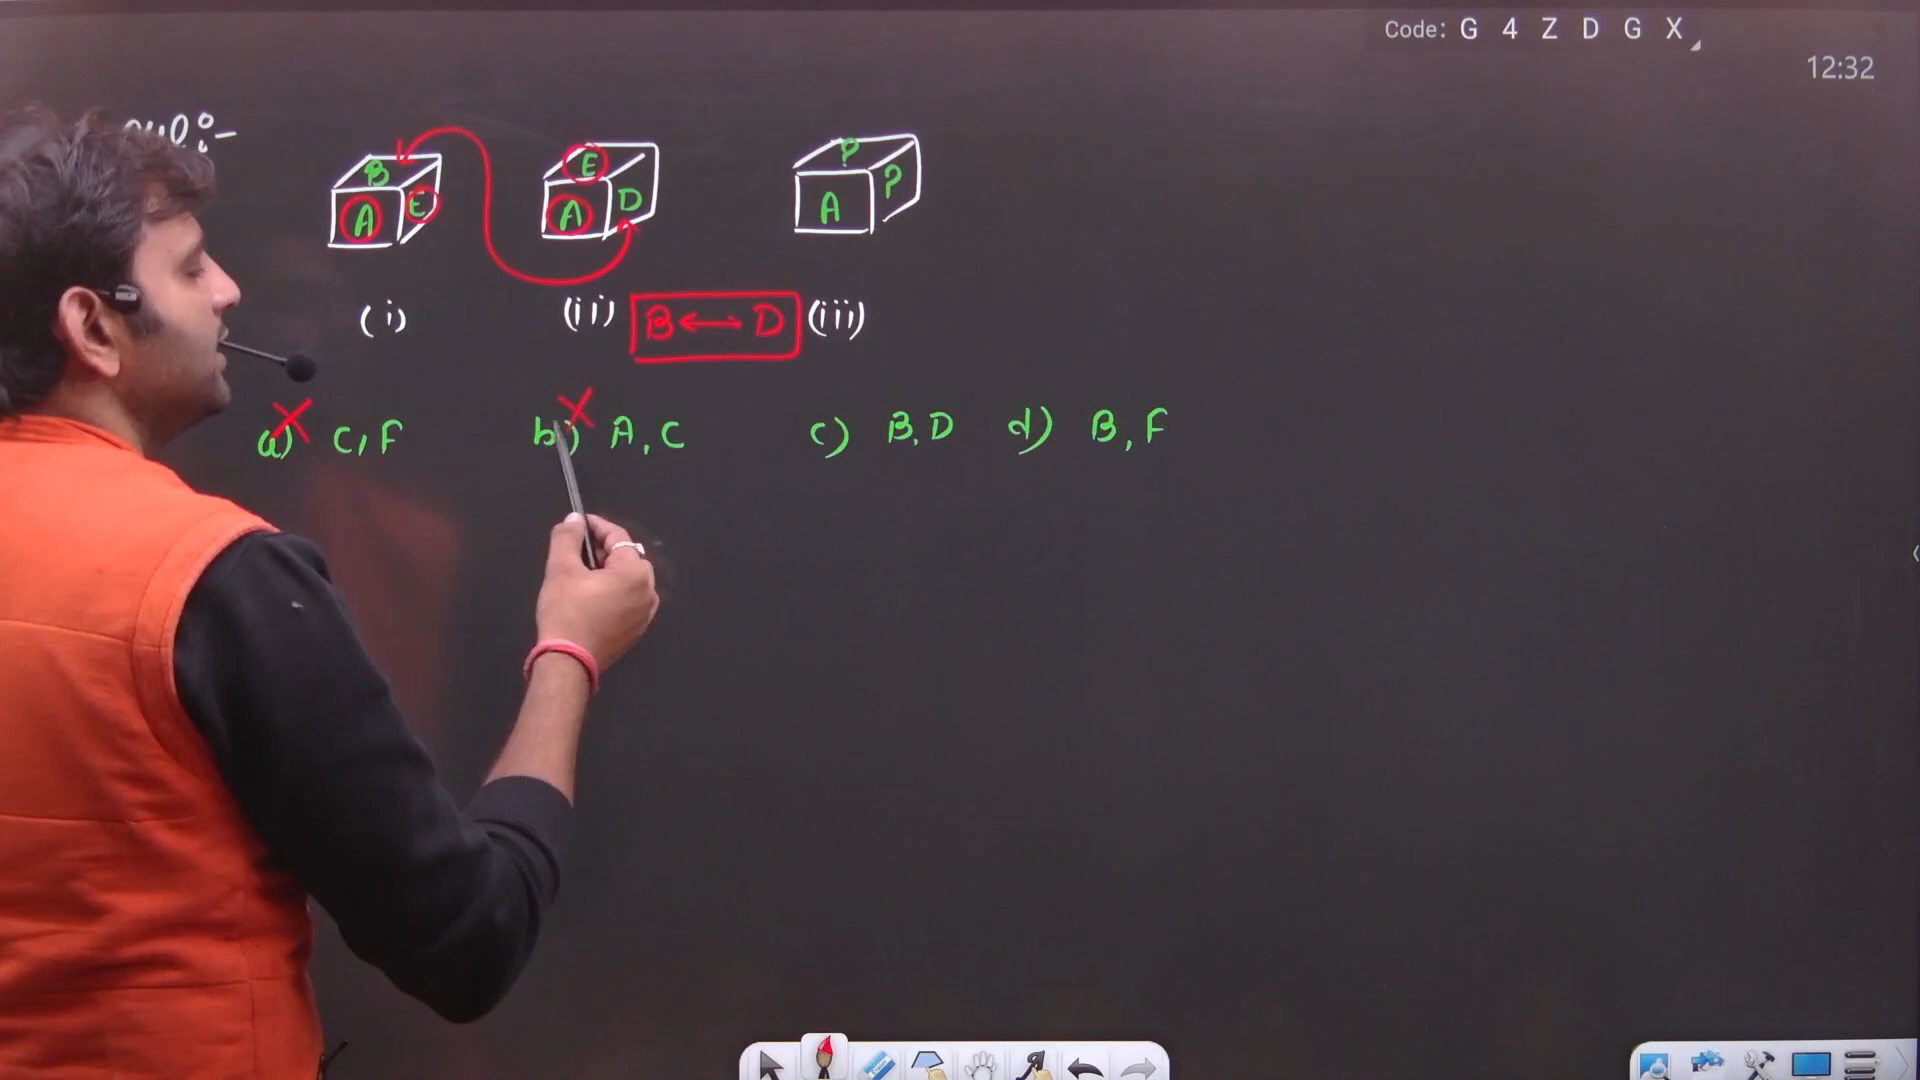 Code: G 4 Z D G X
12:32
B A E
E A D
P A P
(i) (ii) B ↔ D (iii)
a) C, F b) A, C c) B, D d) B, F